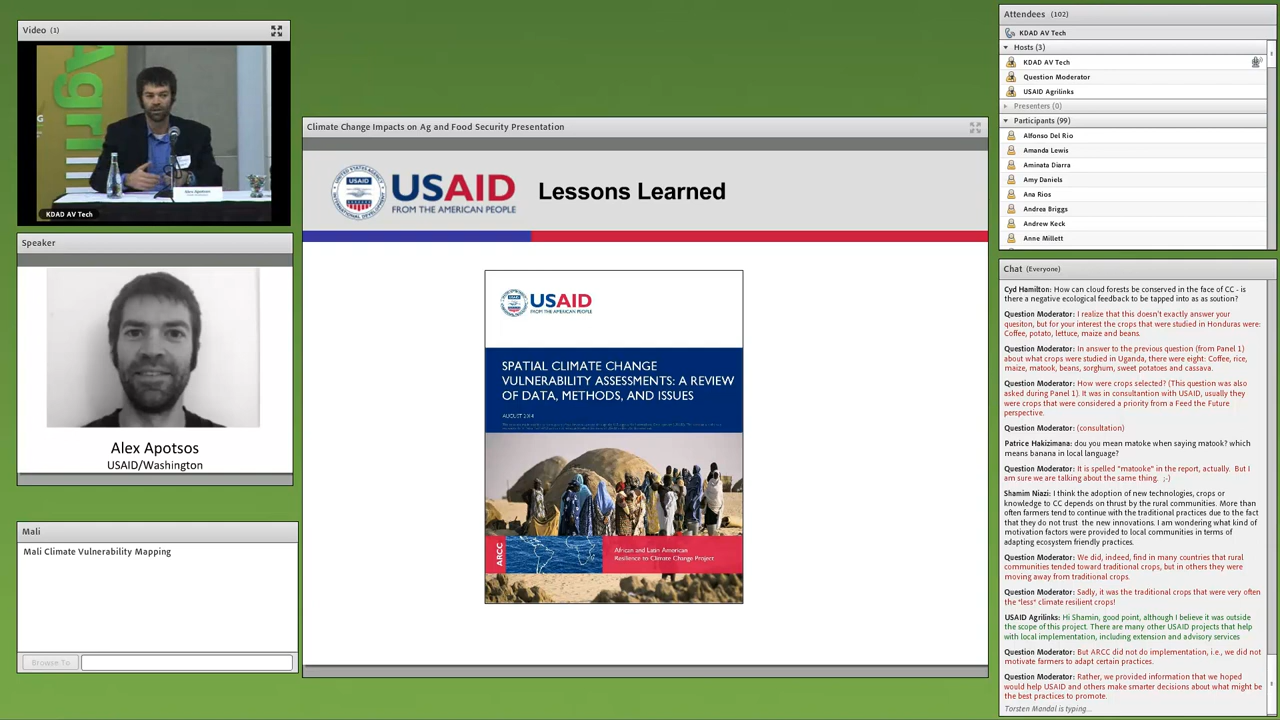 Video (1)
Agril
Alex Apotsos
KDAD AV Tech
Speaker
Alex Apotsos
USAID/Washington
Mali
Mali Climate Vulnerability Mapping
Browse To
Climate Change Impacts on Ag and Food Security Presentation
USAID
FROM THE AMERICAN PEOPLE
Lessons Learned
USAID
FROM THE AMERICAN PEOPLE
SPATIAL CLIMATE CHANGE
VULNERABILITY ASSESSMENTS: A REVIEW
OF DATA, METHODS, AND ISSUES
AUGUST 2014
ARCC
African and Latin American
Resilience to Climate Change Project
Attendees (102)
KDAD AV Tech
Hosts (3)
KDAD AV Tech
Question Moderator
USAID Agrilinks
Presenters (0)
Participants (99)
Alfonso Del Rio
Amanda Lewis
Aminata Diarra
Amy Daniels
Ana Rios
Andrea Briggs
Andrew Keck
Anne Millett
Chat (Everyone)
Cyd Hamilton: How can cloud forests be conserved in the face of CC - is
there a negative ecological feedback to be tapped into as as soution?
Question Moderator: I realize that this doesn't exactly answer your
quesiton, but for your interest the crops that were studied in Honduras were:
Coffee, potato, lettuce, maize and beans.
Question Moderator: In answer to the previous question (from Panel 1)
about what crops were studied in Uganda, there were eight: Coffee, rice,
maize, matook, beans, sorghum, sweet potatoes and cassava.
Question Moderator: How were crops selected? (This question was also
asked during Panel 1). It was in consultantion with USAID, usually they
were crops that were considered a priority from a Feed the Future
perspective.
Question Moderator: (consultation)
Patrice Hakizimana: dou you mean matoke when saying matook? which
means banana in local language?
Question Moderator: It is spelled "matooke" in the report, actually. But I
am sure we are talking about the same thing. ;-)
Shamim Niazi: I think the adoption of new technologies, crops or
knowledge to CC depends on thrust by the rural communities. More than
often farmers tend to continue with the traditional practices due to the fact
that they do not trust the new innovations. I am wondering what kind of
motivation factors were provided to local communities in terms of
adapting ecosystem friendly practices.
Question Moderator: We did, indeed, find in many countries that rural
communities tended toward traditional crops, but in others they were
moving away from traditional crops.
Question Moderator: Sadly, it was the traditional crops that were very often
the "less" climate resilient crops!
USAID Agrilinks: Hi Shamin, good point, although I believe it was outside
the scope of this project. There are many other USAID projects that help
with local implementation, including extension and advisory services
Question Moderator: But ARCC did not do implementation, i.e., we did not
motivate farmers to adapt certain practices.
Question Moderator: Rather, we provided information that we hoped
would help USAID and others make smarter decisions about what might be
the best practices to promote.
Torsten Mandal is typing...